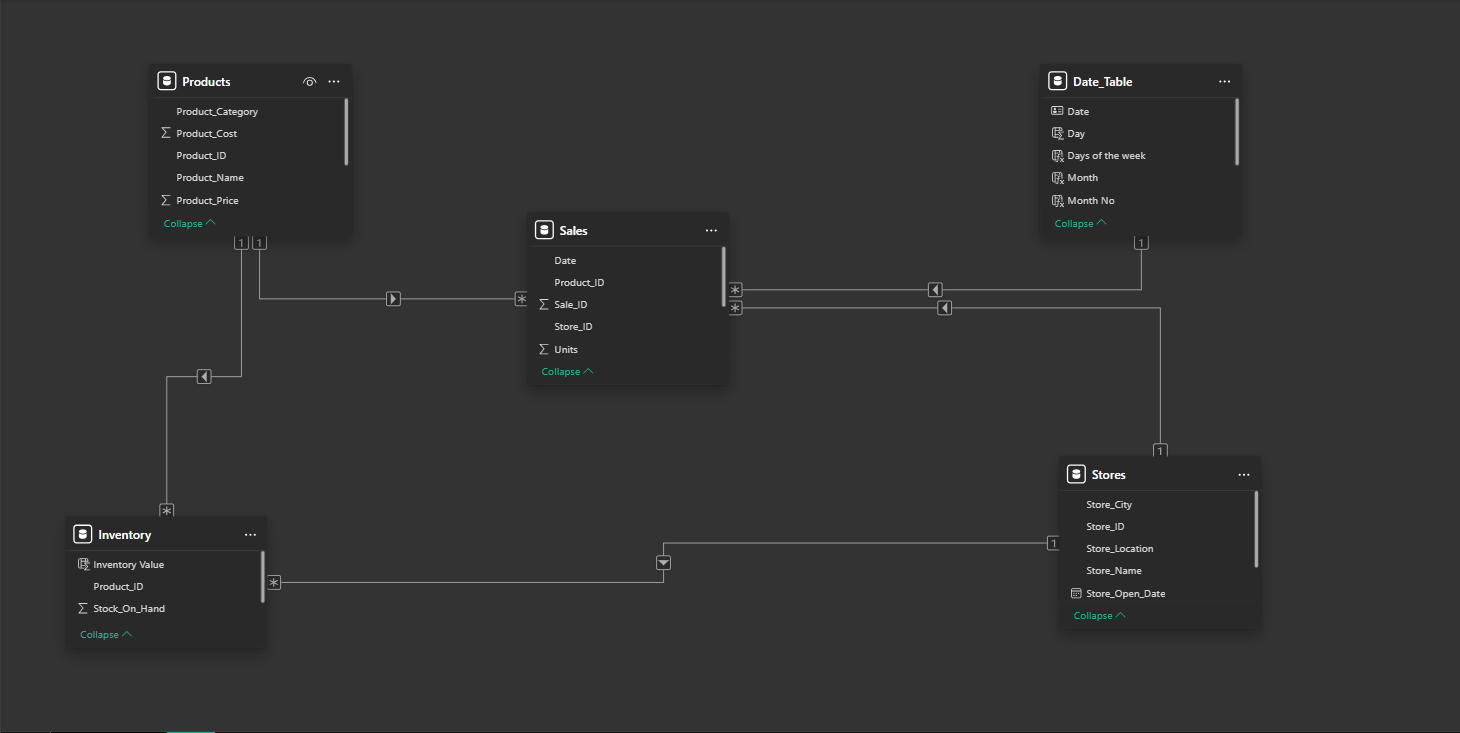 Products
Product_Category
Product_Cost
Product_ID
Product_Name
Product_Price
Collapse
1
1
Date_Table
Date
Day
Days of the week
Month
Month No
Collapse
1
Sales
Date
Product_ID
Sale_ID
Store_ID
Units
Collapse
*
*
*
1
Stores
Store_City
Store_ID
Store_Location
Store_Name
Store_Open_Date
Collapse
1
*
Inventory
Inventory Value
Product_ID
Stock_On_Hand
Collapse
*